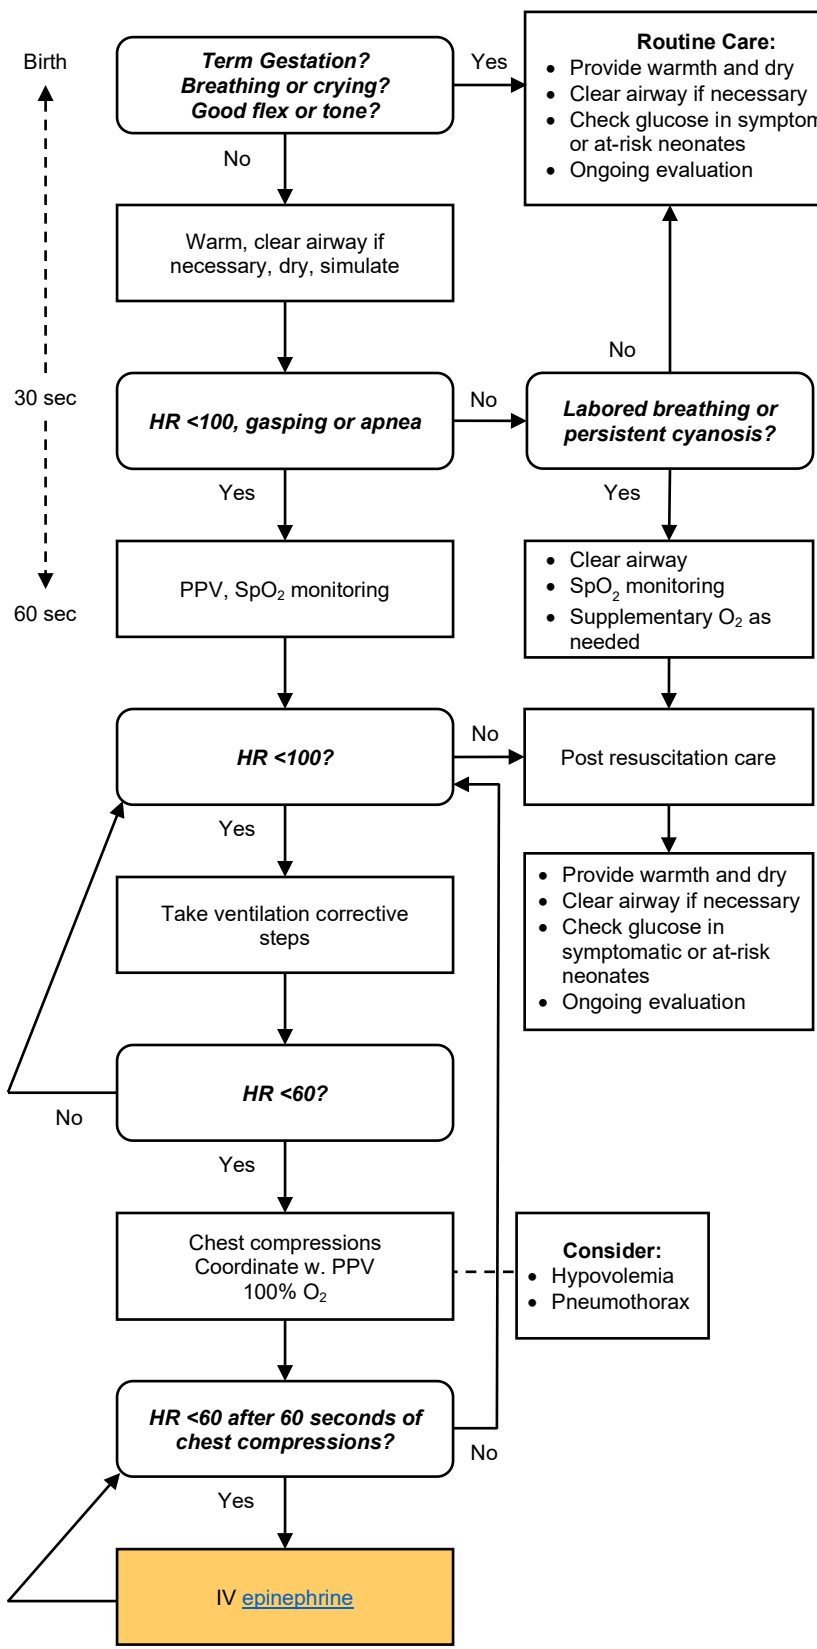 Birth
Term Gestation?
Breathing or crying?
Good flex or tone?
Yes
Routine Care:
• Provide warmth and dry
• Clear airway if necessary
• Check glucose in symptom
or at-risk neonates
• Ongoing evaluation
No
Warm, clear airway if
necessary, dry, simulate
No
30 sec
HR <100, gasping or apnea
No
Labored breathing or
persistent cyanosis?
Yes
Yes
PPV, SpO₂ monitoring
• Clear airway
• SpO₂ monitoring
• Supplementary O₂ as
needed
60 sec
HR <100?
No
Post resuscitation care
Yes
Take ventilation corrective
steps
• Provide warmth and dry
• Clear airway if necessary
• Check glucose in
symptomatic or at-risk
neonates
• Ongoing evaluation
HR <60?
No
Yes
Chest compressions
Coordinate w. PPV
100% O₂
Consider:
• Hypovolemia
• Pneumothorax
HR <60 after 60 seconds of
chest compressions?
No
Yes
IV epinephrine